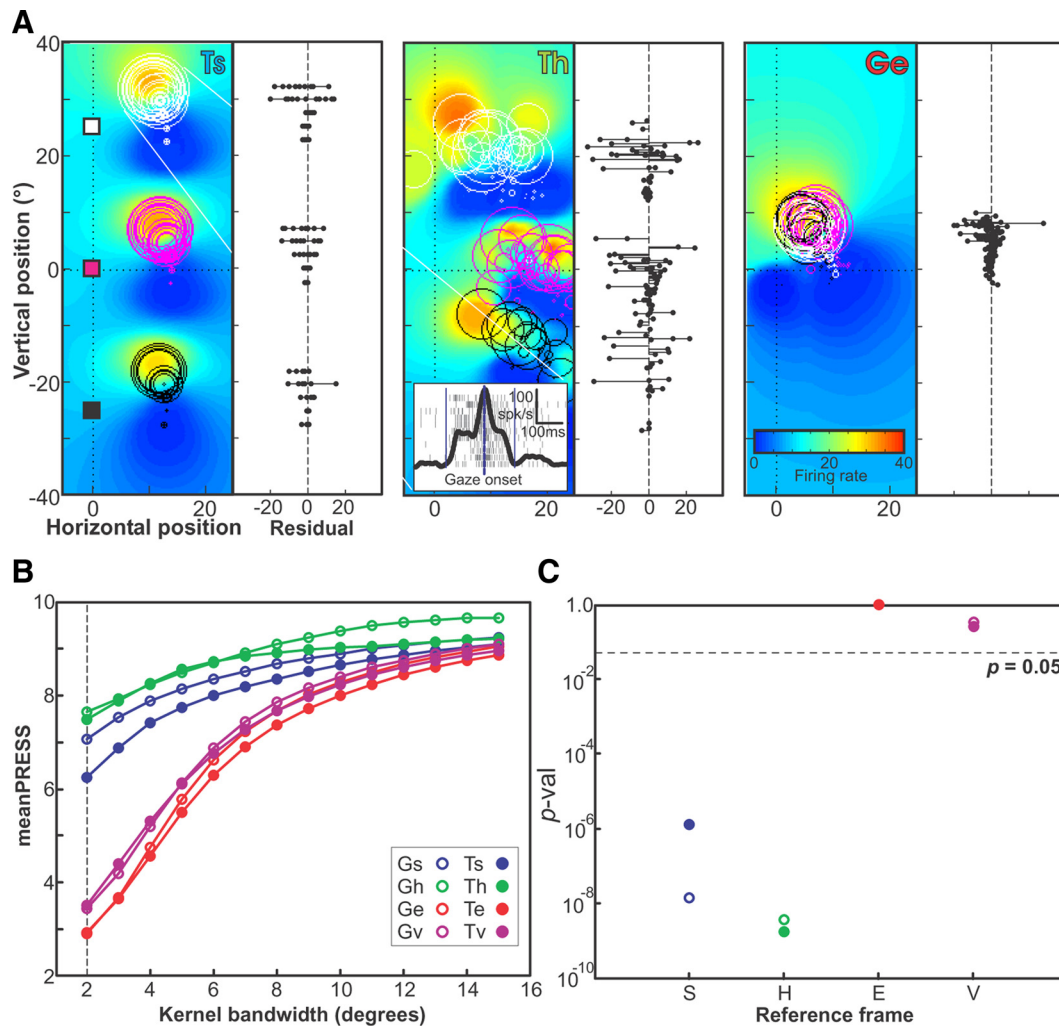 A
Ts
Th
Ge
Vertical position (°)
40
20
0
-20
-40
0
20
Horizontal position
-20
0
20
Residual
100
spk/s
100ms
Gaze onset
0
20
-20
0
20
0
20
40
Firing rate
0
20
B
meanPRESS
10
8
6
4
2
Gs Ts
Gh Th
Ge Te
Gv Tv
2 4 6 8 10 12 14 16
Kernel bandwidth (degrees)
C
p-val
1.0
p = 0.05
10-2
10-4
10-6
10-8
10-10
S H E V
Reference frame